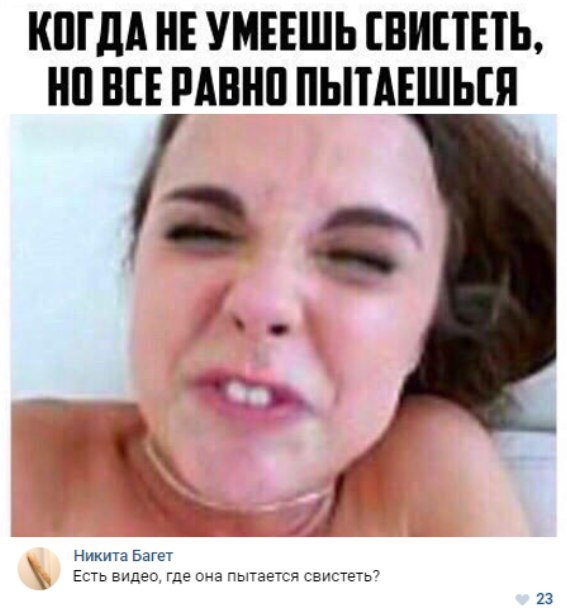 КОГДА НЕ УМЕЕШЬ СВИСТЕТЬ,
НО ВСЕ РАВНО ПЫТАЕШЬСЯ
Никита Багет
Есть видео, где она пытается свистеть?
23